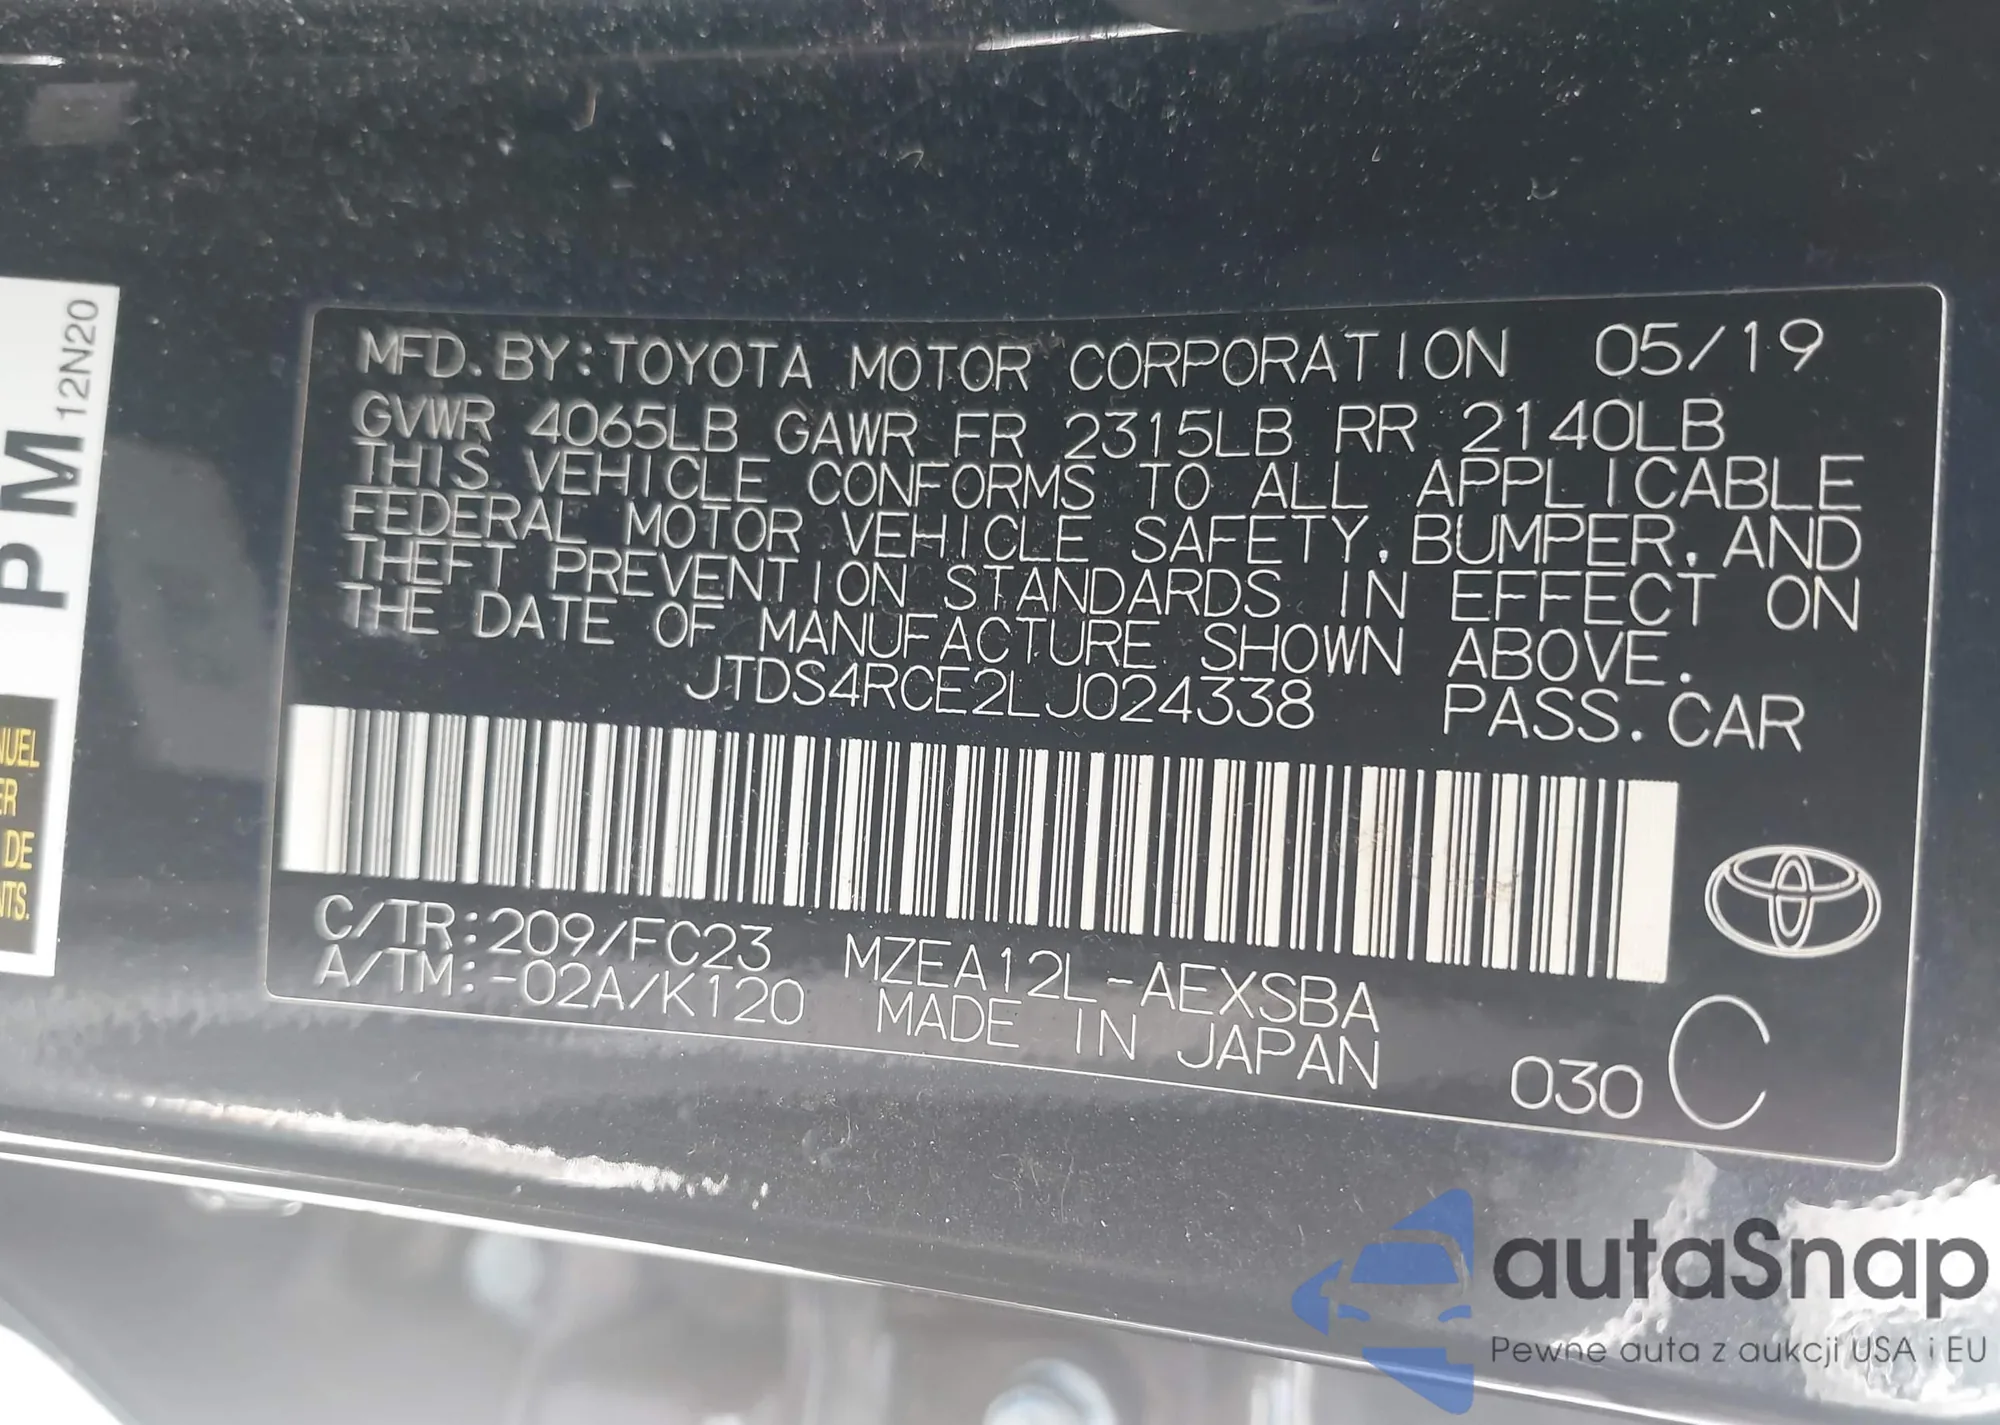 MFD. BY: TOYOTA MOTOR CORPORATION 05/19
GVWR 4065LB GAWR FR 2315LB RR 2140LB
THIS VEHICLE CONFORMS TO ALL APPLICABLE
FEDERAL MOTOR VEHICLE SAFETY, BUMPER, AND
THEFT PREVENTION STANDARDS IN EFFECT ON
THE DATE OF MANUFACTURE SHOWN ABOVE.
JTDS4RCE2LJ024338 PASS. CAR
C/TR: 209/FC23 MZEA12L-AEXSBA
A/TM: -02A/K120 MADE IN JAPAN
030 C
12N20
PM
DE
autaSnap
Pewne auta z aukcji USA i EU